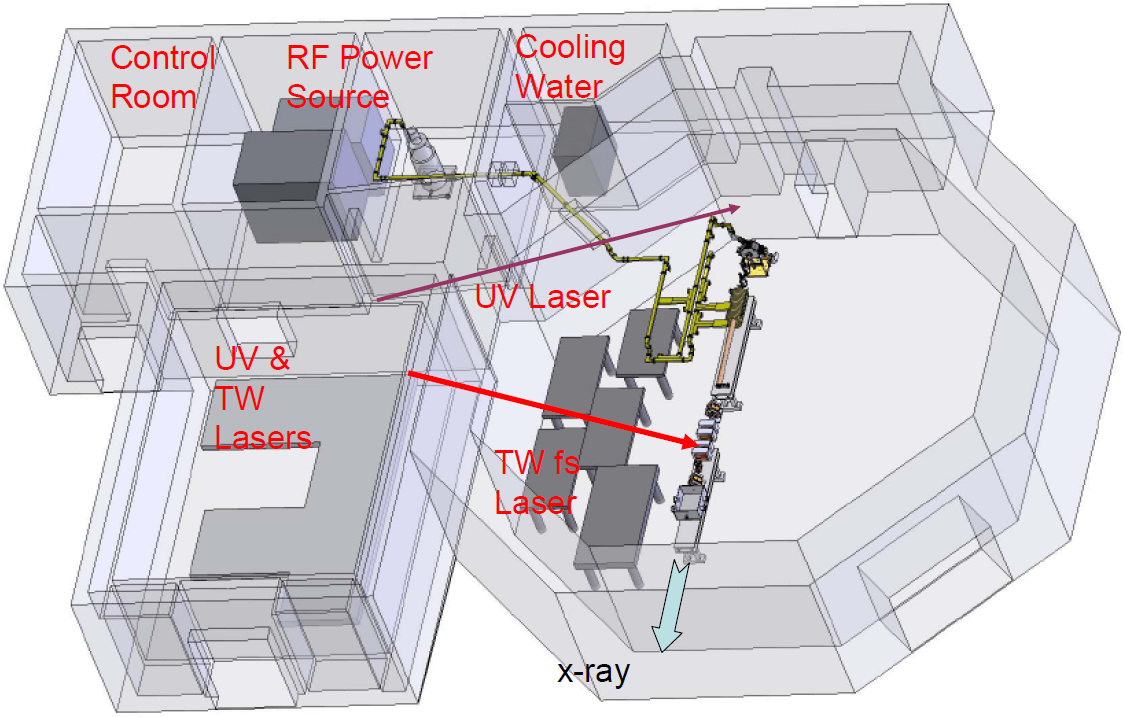 Control
Room
RF Power
Source
Cooling
Water
UV Laser
UV &
TW
Lasers
TW fs
Laser
x-ray